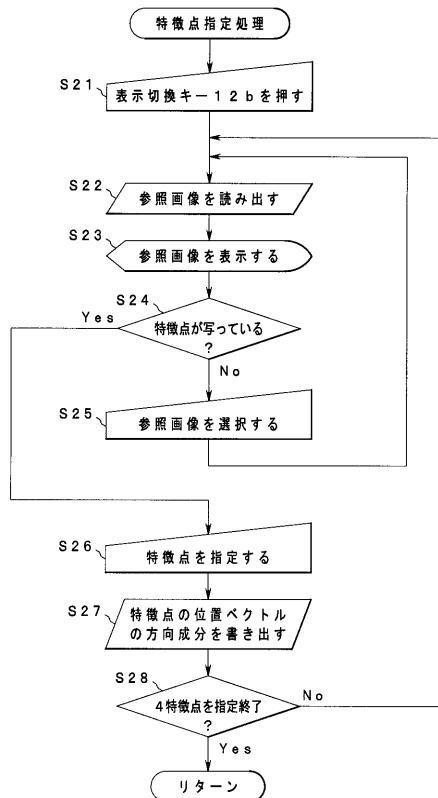 特徴点指定処理
S21
表示切換キー12bを押す
S22
参照画像を読み出す
S23
参照画像を表示する
S24
Yes
特徴点が写っている
?
No
S25
参照画像を選択する
S26
特徴点を指定する
S27
特徴点の位置ベクトル
の方向成分を書き出す
S28
No
4特徴点を指定終了
?
Yes
リターン